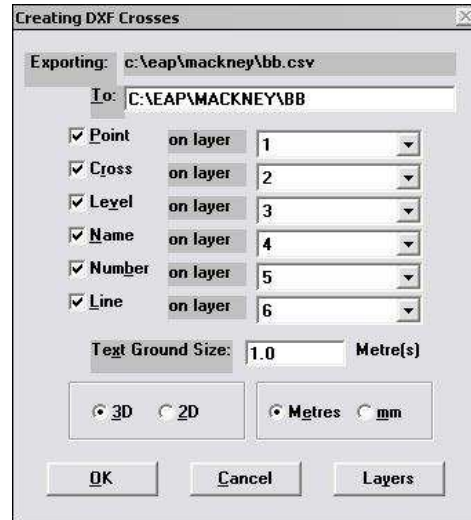 Creating DXF Crosses
Exporting: c:\eap\mackney\bb.csv
To: C:\EAP\MACKNEY\BB
Point on layer 1
Cross on layer 2
Level on layer 3
Name on layer 4
Number on layer 5
Line on layer 6
Text Ground Size: 1.0 Metre(s)
3D 2D Metres mm
OK Cancel Layers